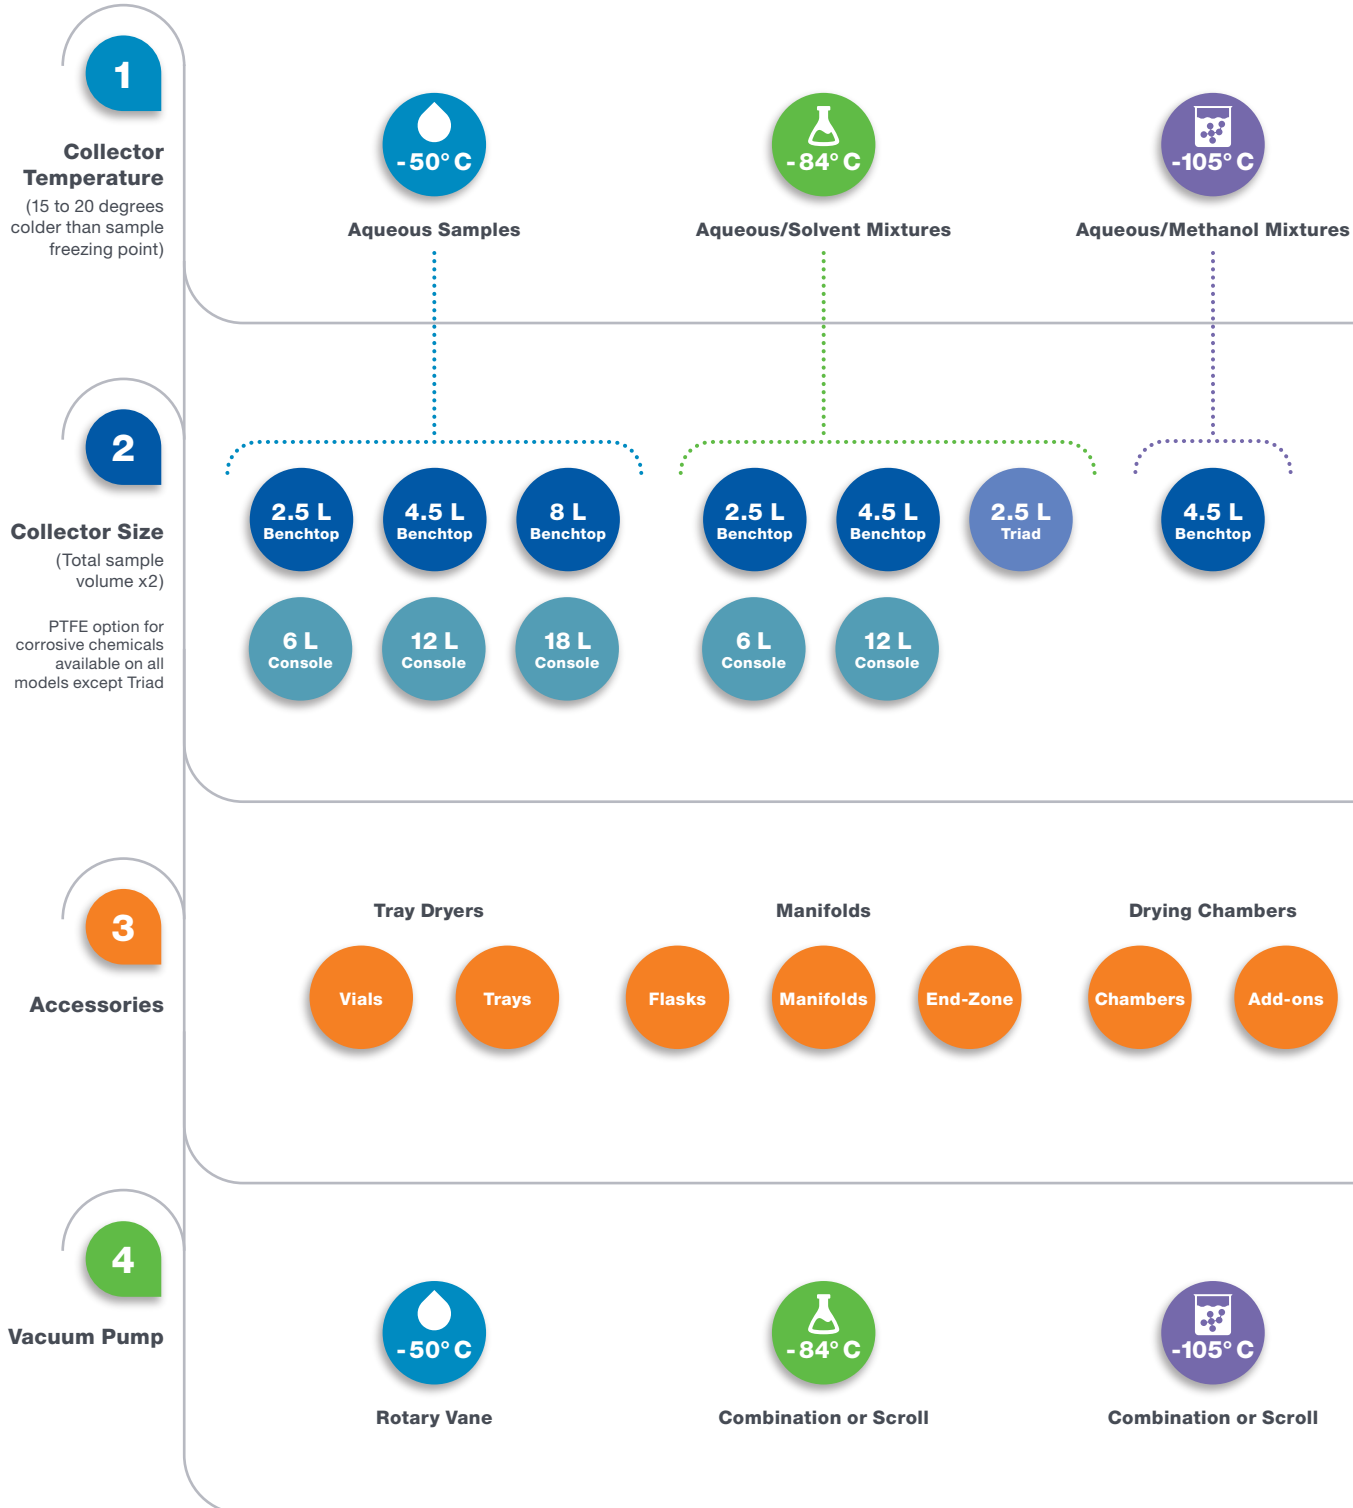 1
Collector
Temperature
(15 to 20 degrees
colder than sample
freezing point)
-50° C
Aqueous Samples
-84° C
Aqueous/Solvent Mixtures
-105° C
Aqueous/Methanol Mixtures
2
Collector Size
(Total sample
volume x2)
PTFE option for
corrosive chemicals
available on all
models except Triad
2.5 L
Benchtop
4.5 L
Benchtop
8 L
Benchtop
6 L
Console
12 L
Console
18 L
Console
2.5 L
Benchtop
4.5 L
Benchtop
2.5 L
Triad
6 L
Console
12 L
Console
4.5 L
Benchtop
3
Accessories
Tray Dryers
Vials
Trays
Manifolds
Flasks
Manifolds
End-Zone
Drying Chambers
Chambers
Add-ons
4
Vacuum Pump
-50° C
Rotary Vane
-84° C
Combination or Scroll
-105° C
Combination or Scroll